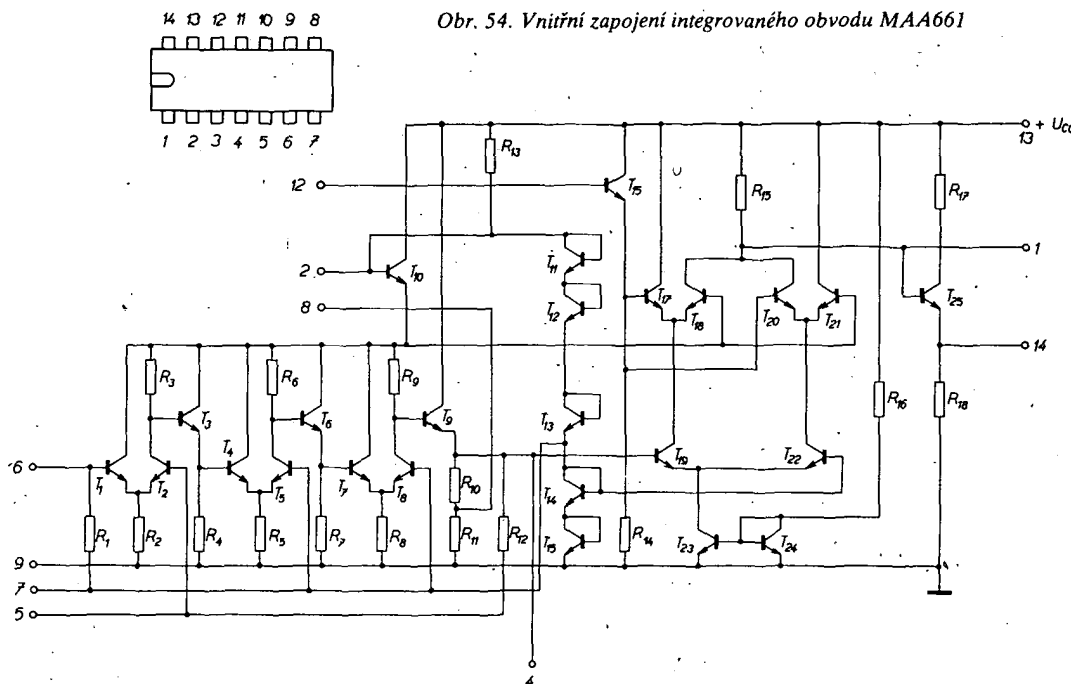 Obr. 54. Vnitřní zapojení integrovaného obvodu MAA661
14 13 12 11 10 9 8
1 2 3 4 5 6 7
13 + U
R13
12
T15
R15
R17
2
T10
T11
1
8
T12
T17
T18
T20
T21
T25
14
R3
R6
R9
R16
R18
T3
T6
T9
T13
6
T1
T2
T4
T5
T7
T8
R10
T19
T22
T14
R1
R2
R4
R5
R7
R8
R11
R12
T15
R14
T23
T24
9
7
5
4